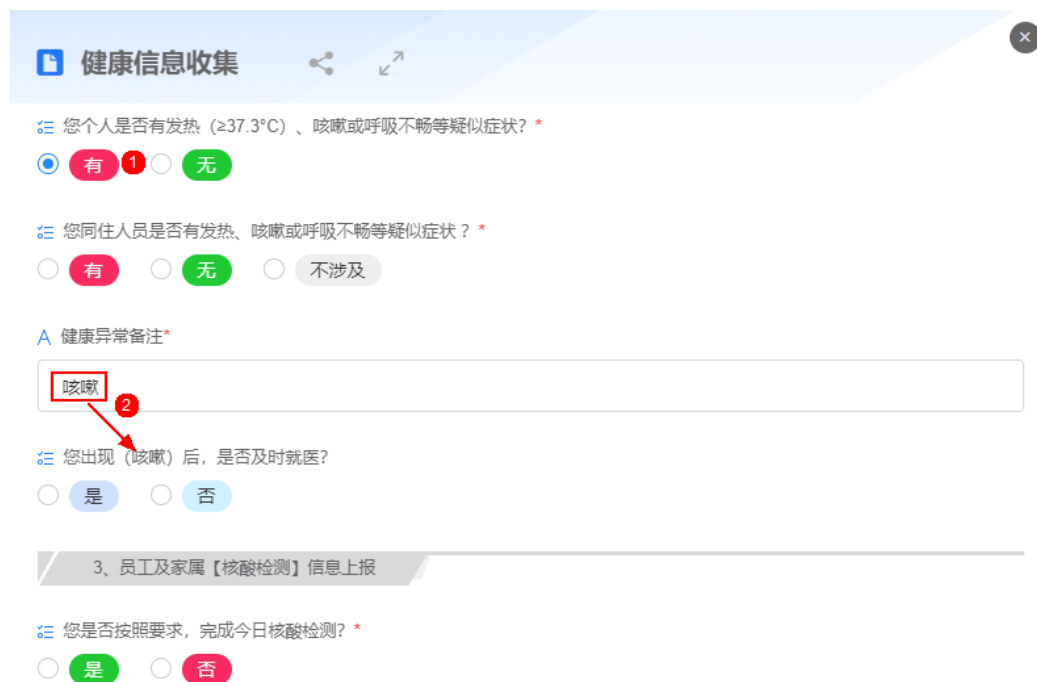 健康信息收集
您个人是否有发热（≥37.3°C）、咳嗽或呼吸不畅等疑似症状？*
有 1 无
您同住人员是否有发热、咳嗽或呼吸不畅等疑似症状？*
有 无 不涉及
A 健康异常备注*
咳嗽
2
您出现（咳嗽）后，是否及时就医？
是 否
3、员工及家属【核酸检测】信息上报
您是否按照要求，完成今日核酸检测？*
是 否